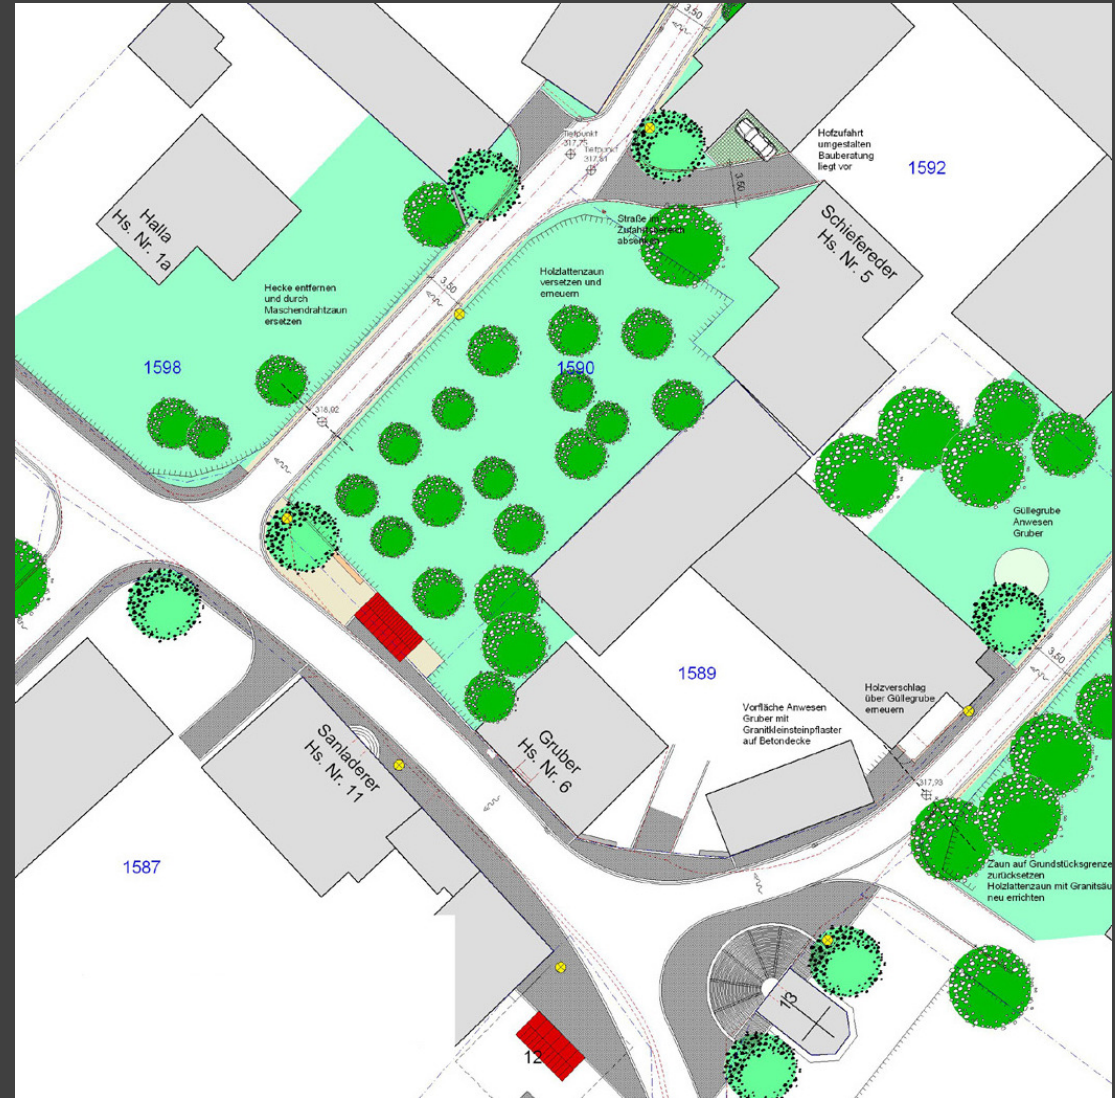 3,50
Tiefpunkt
317,75
Tiefpunkt
317,51
Hofzufahrt
umgestalten
Bauberatung
liegt vor
1592
3,50
Halla
Hs. Nr. 1a
Schiefereder
Hs. Nr. 5
Straße im
Zufahrtsbereich
absenken
Hecke entfernen
und durch
Maschendrahtzaun
ersetzen
3,50
Holzlattenzaun
versetzen und
erneuern
1598
1590
318,02
Güllegrube
Anwesen
Gruber
3,50
1589
Holzverschlag
über Güllegrube
erneuern
Vorfläche Anwesen
Gruber mit
Granitkleinsteinpflaster
auf Betondecke
Sanladerer
Hs. Nr. 11
Gruber
Hs. Nr. 6
317,93
1587
Zaun auf Grundstücksgrenze
zurücksetzen
Holzlattenzaun mit Granitsäu
neu errichten
1/3
12